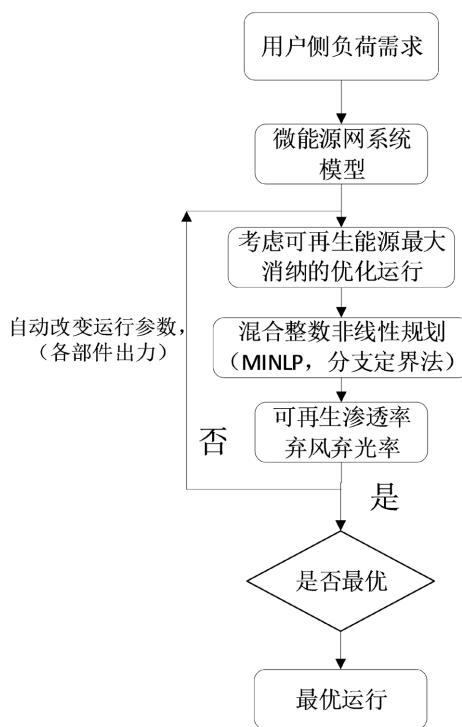 用户侧负荷需求
微能源网系统
模型
考虑可再生能源最大
消纳的优化运行
自动改变运行参数，
（各部件出力）
混合整数非线性规划
（MINLP，分支定界法）
可再生渗透率
弃风弃光率
否
是
是否最优
最优运行